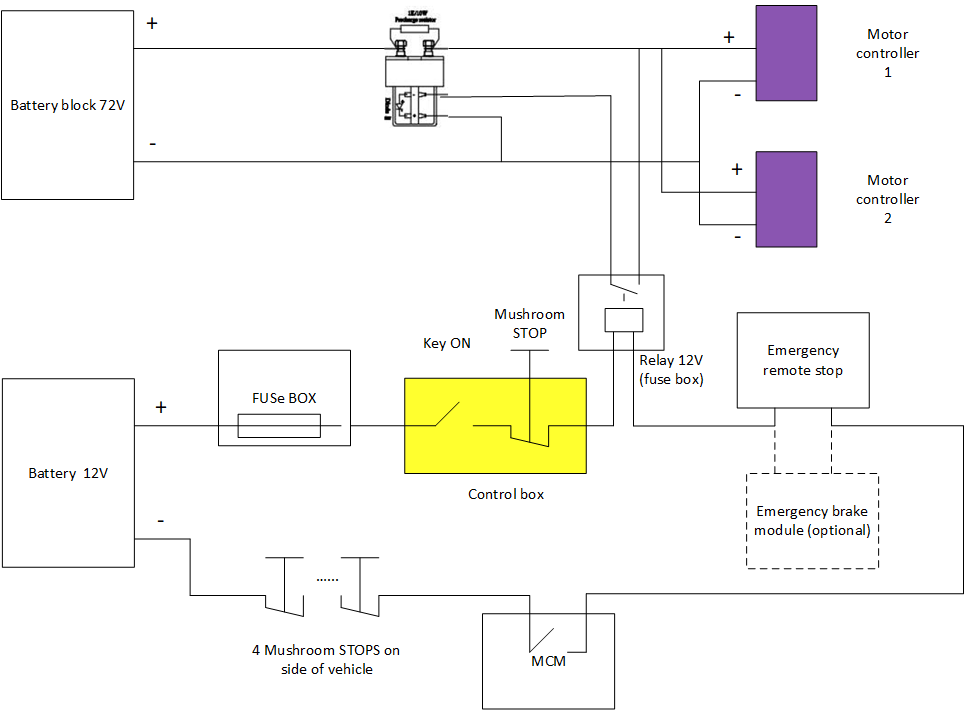 1K/10W
Precharge resistor
+
Battery block 72V
-
+
-
Motor
controller
1
+
-
Motor
controller
2
Mushroom
STOP
Key ON
Relay 12V
(fuse box)
Emergency
remote stop
FUSe BOX
+
Battery 12V
-
Control box
Emergency brake
module (optional)
......
4 Mushroom STOPS on
side of vehicle
MCM